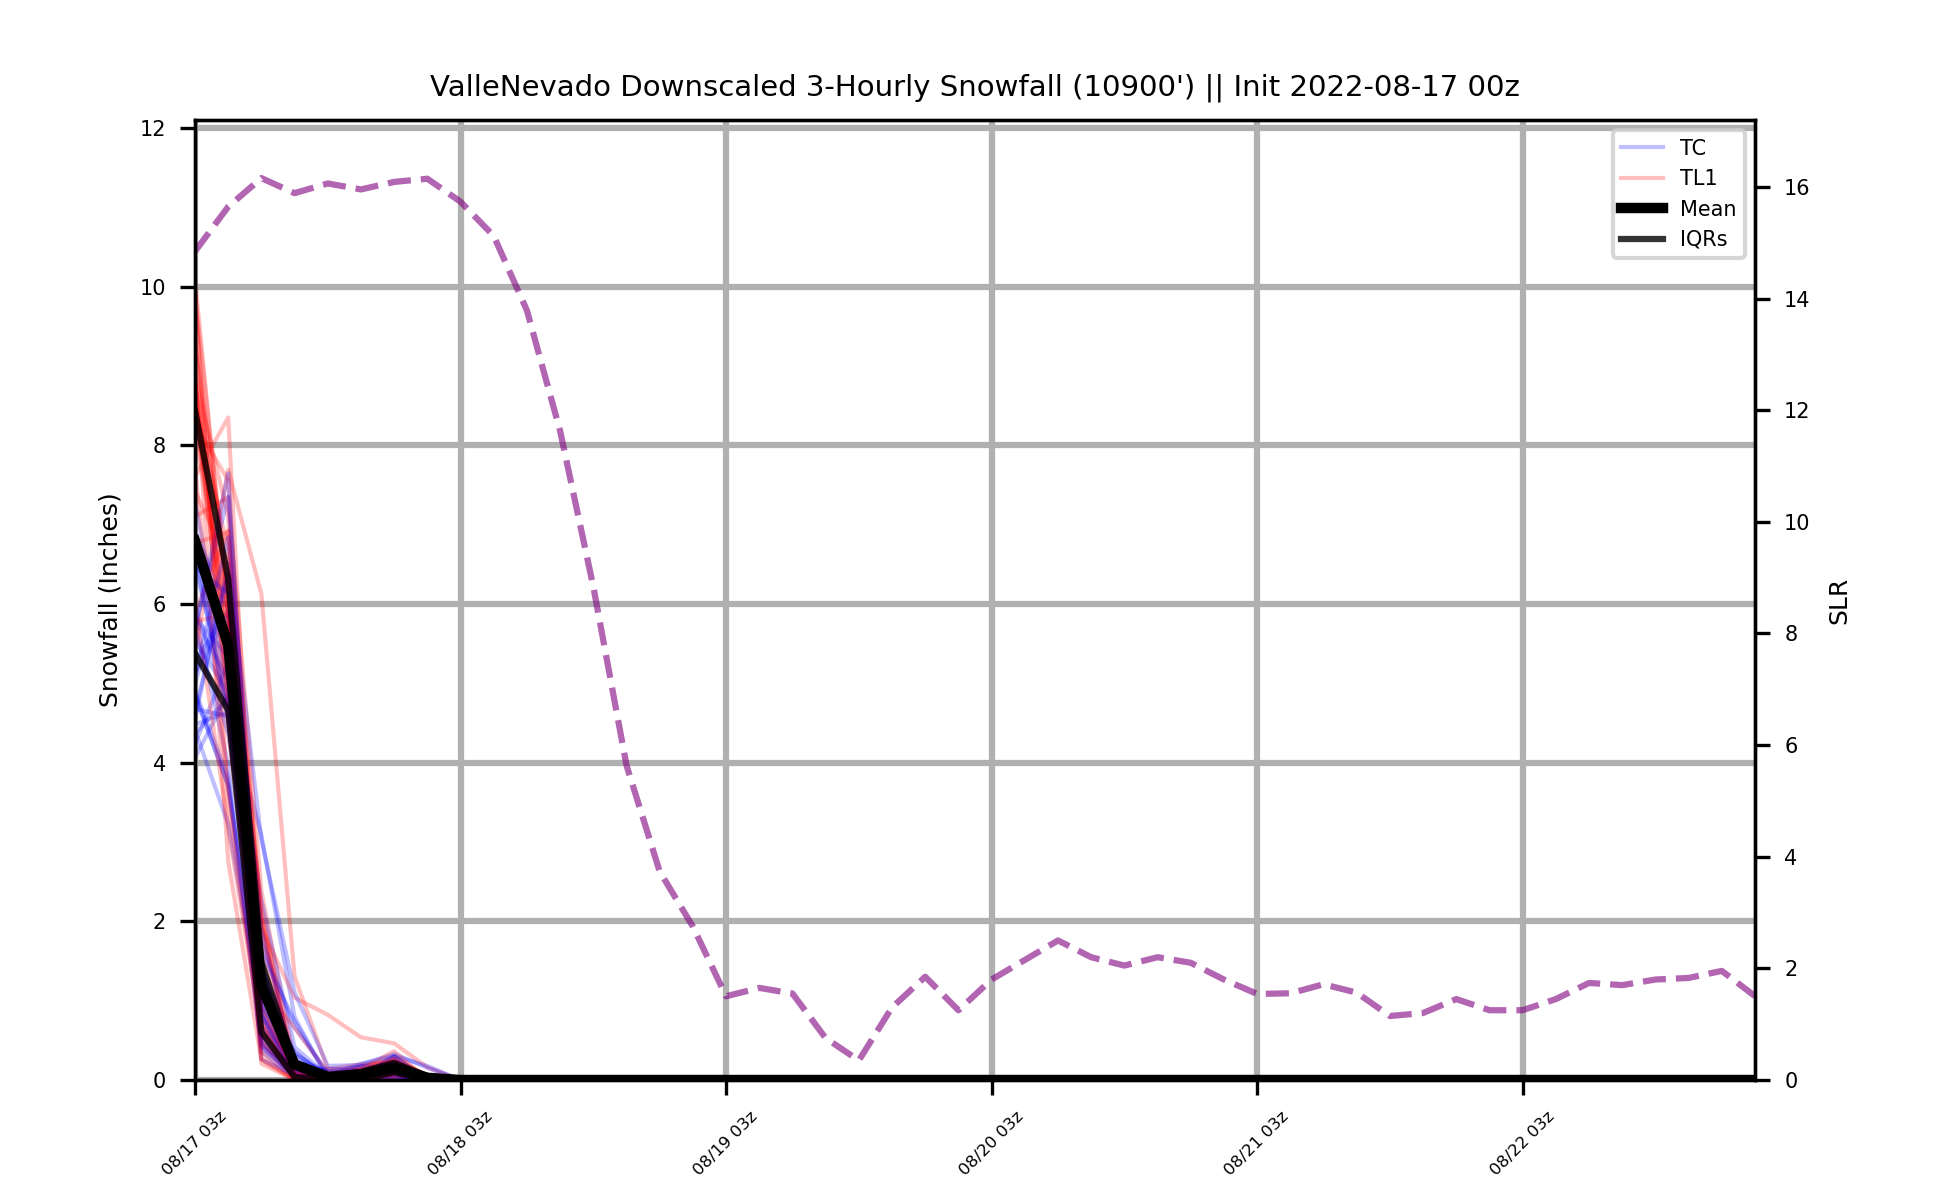 ValleNevado Downscaled 3-Hourly Snowfall (10900') || Init 2022-08-17 00z
TC
TL1
Mean
IQRs
Snowfall (Inches)
12
10
8
6
4
2
0
SLR
16
14
12
10
8
6
4
2
0
08/17 03z
08/18 03z
08/19 03z
08/20 03z
08/21 03z
08/22 03z